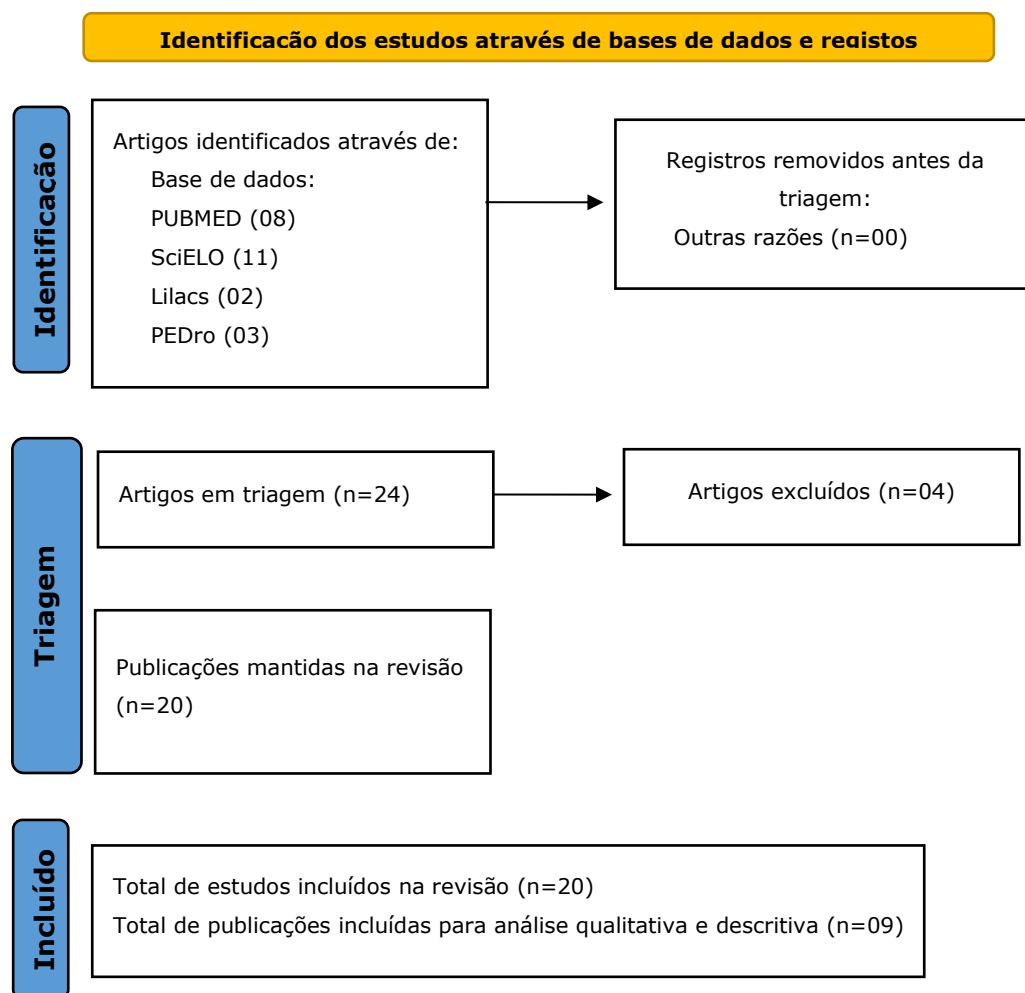 Identificação dos estudos através de bases de dados e registos
Identificação
Artigos identificados através de:
Base de dados:
PUBMED (08)
SciELO (11)
Lilacs (02)
PEDro (03)
Registros removidos antes da
triagem:
Outras razões (n=00)
Triagem
Artigos em triagem (n=24)
Artigos excluídos (n=04)
Publicações mantidas na revisão
(n=20)
Incluído
Total de estudos incluídos na revisão (n=20)
Total de publicações incluídas para análise qualitativa e descritiva (n=09)